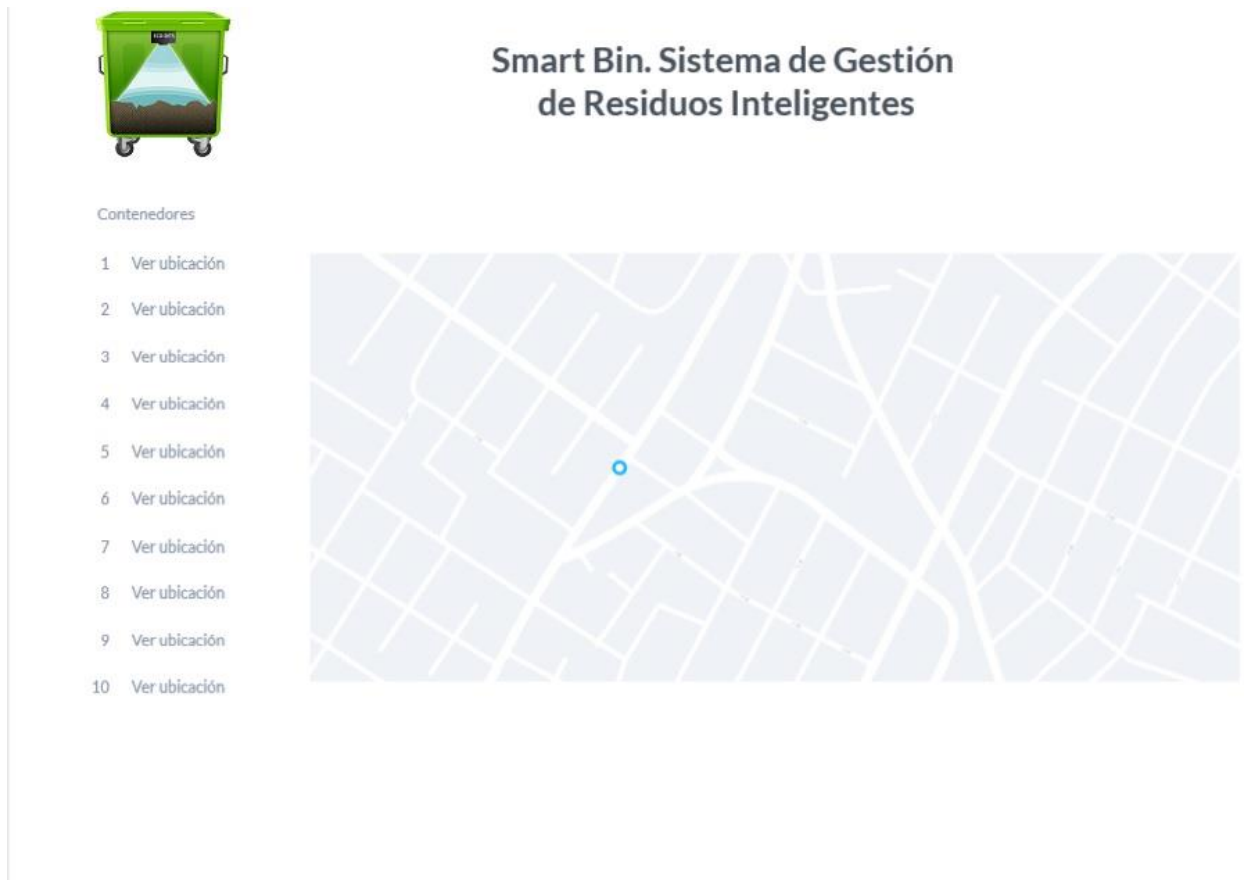 Smart Bin. Sistema de Gestión
de Residuos Inteligentes
Contenedores
1 Ver ubicación
2 Ver ubicación
3 Ver ubicación
4 Ver ubicación
5 Ver ubicación
6 Ver ubicación
7 Ver ubicación
8 Ver ubicación
9 Ver ubicación
10 Ver ubicación